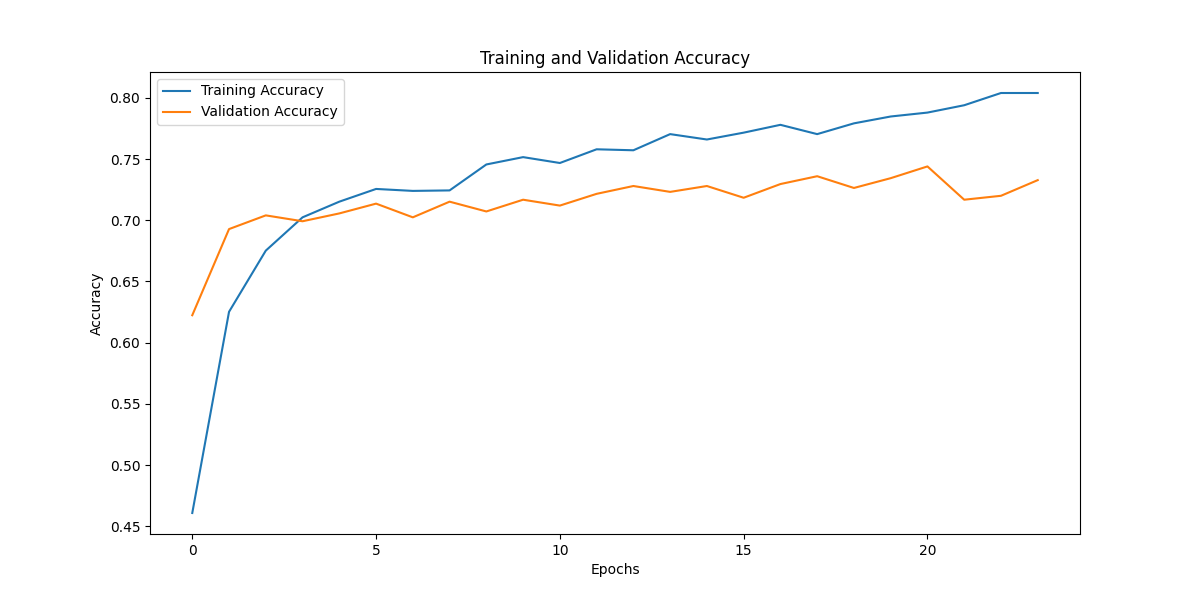 Training and Validation Accuracy
Training Accuracy
Validation Accuracy
0.80
0.75
0.70
0.65
0.60
0.55
0.50
0.45
Accuracy
0 5 10 15 20
Epochs